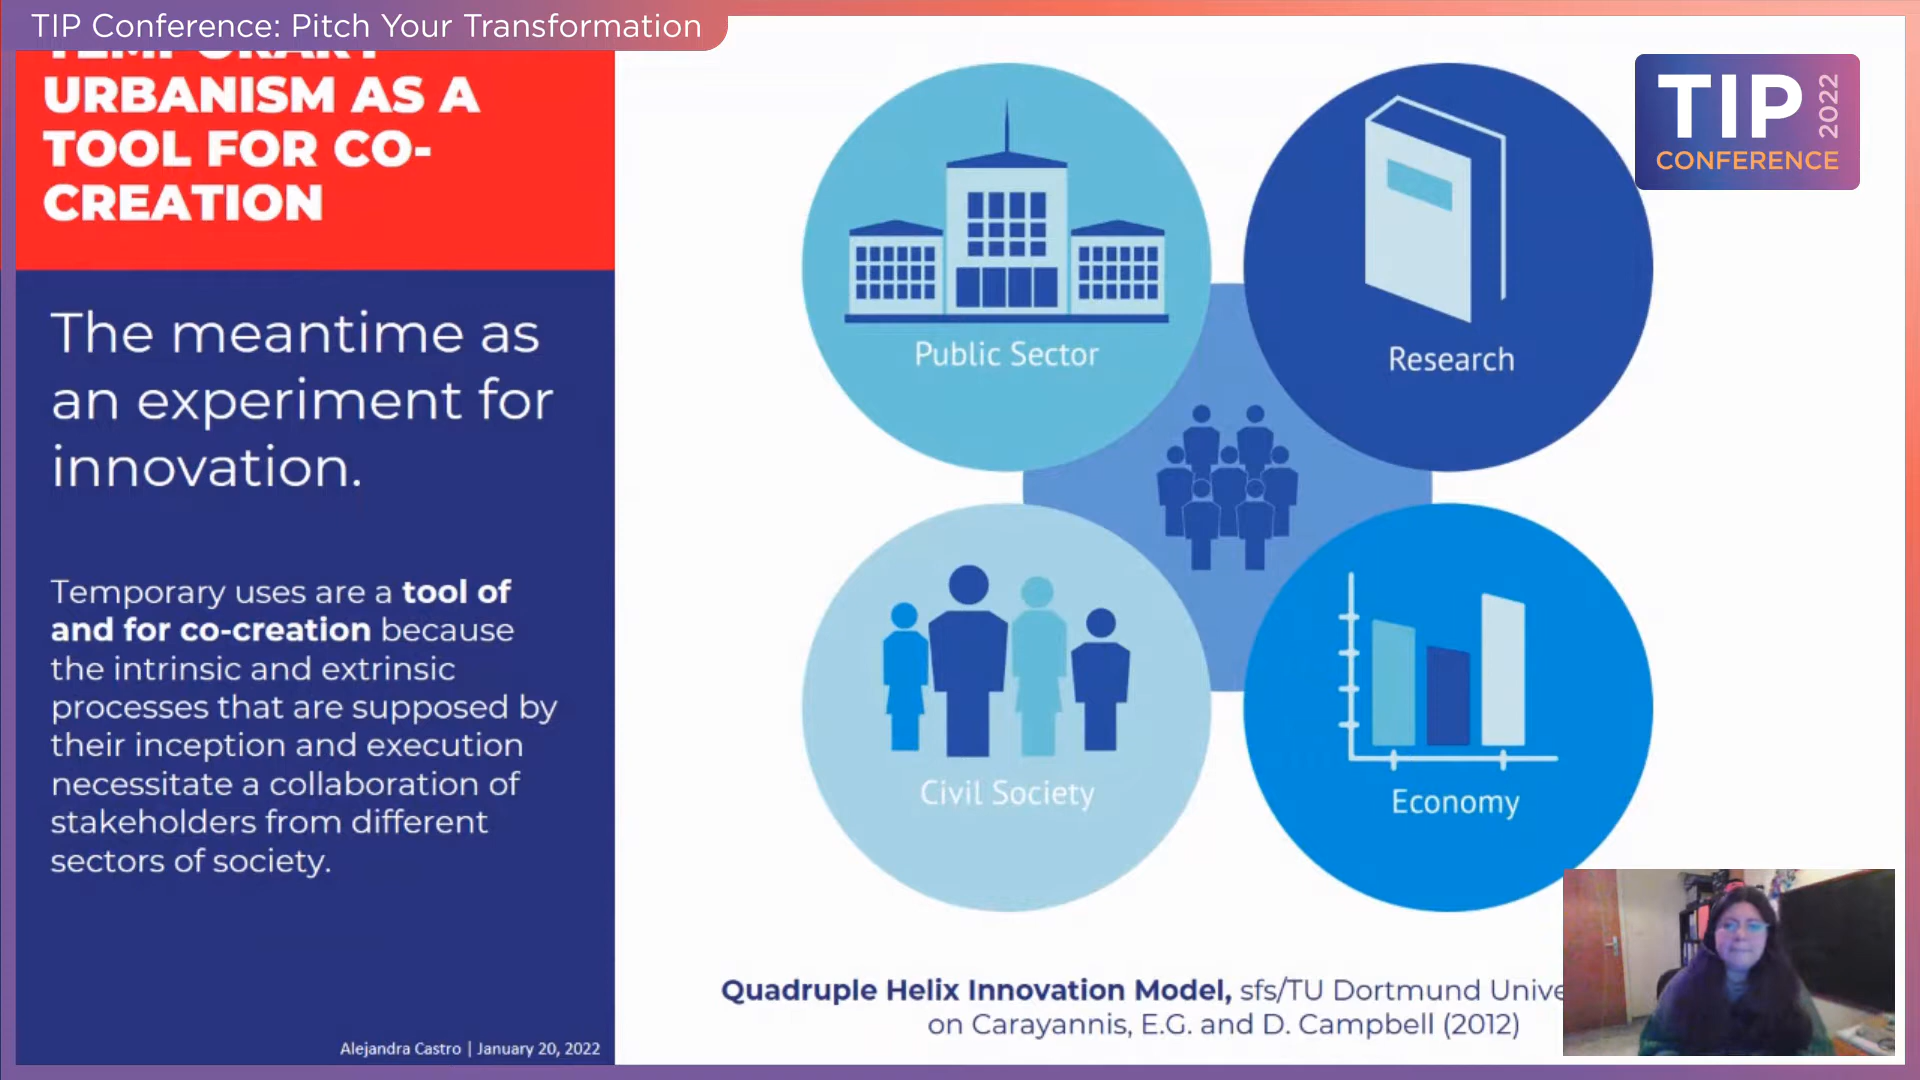 TIP Conference: Pitch Your Transformation
TEMPORARY
URBANISM AS A
TOOL FOR CO-
CREATION
The meantime as
an experiment for
innovation.
Temporary uses are a tool of
and for co-creation because
the intrinsic and extrinsic
processes that are supposed by
their inception and execution
necessitate a collaboration of
stakeholders from different
sectors of society.
Alejandra Castro | January 20, 2022
Public Sector
Research
Civil Society
Economy
Quadruple Helix Innovation Model, sfs/TU Dortmund Unive
on Carayannis, E.G. and D. Campbell (2012)
TIP 2022
CONFERENCE